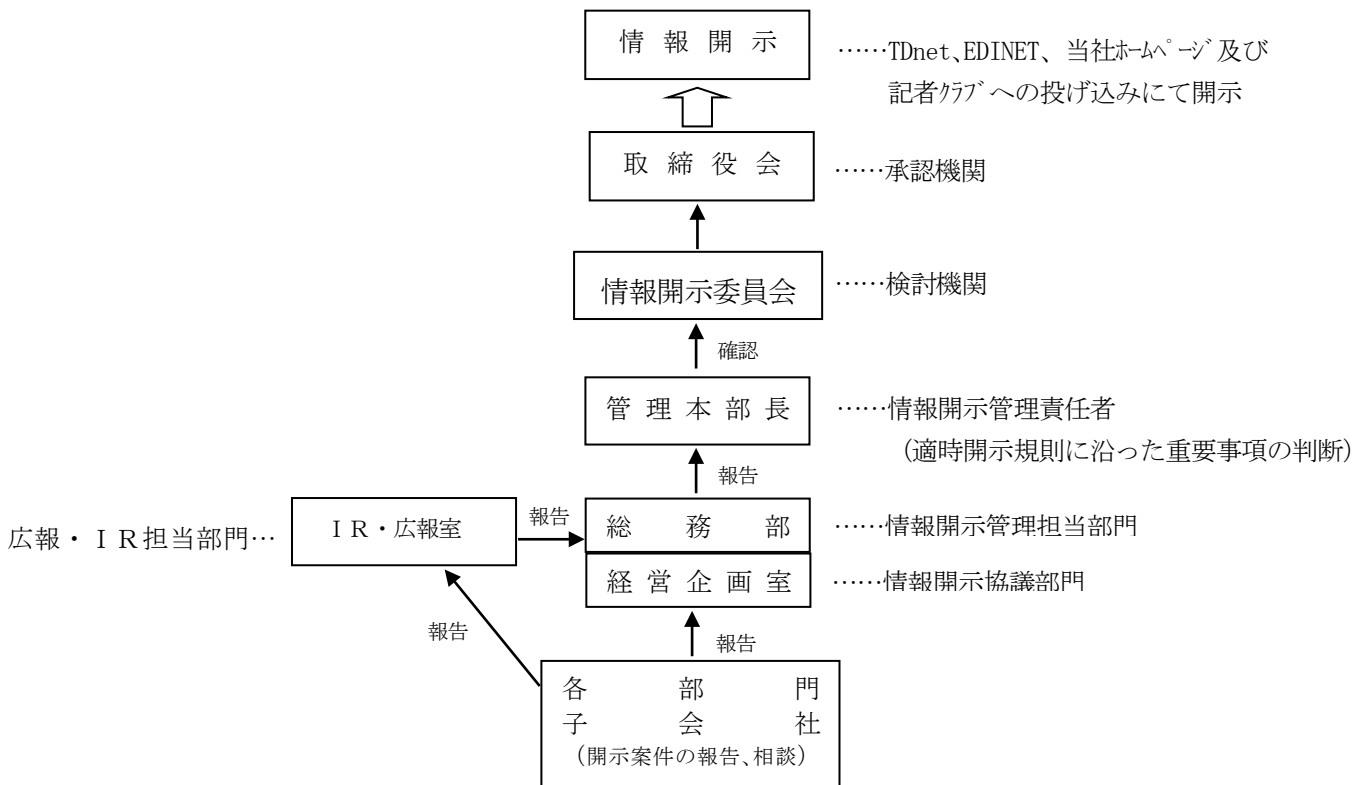 情報開示 ……TDnet、EDINET、当社ﾎｰﾑﾍﾟｰｼﾞ及び
記者ｸﾗﾌﾞへの投げ込みにて開示
取締役会 ……承認機関
情報開示委員会 ……検討機関
確認
管理本部長 ……情報開示管理責任者
(適時開示規則に沿った重要事項の判断)
報告
広報・ＩＲ担当部門… ＩＲ・広報室 報告 総務部 ……情報開示管理担当部門
経営企画室 ……情報開示協議部門
報告 報告
各部門
子会社
(開示案件の報告、相談)